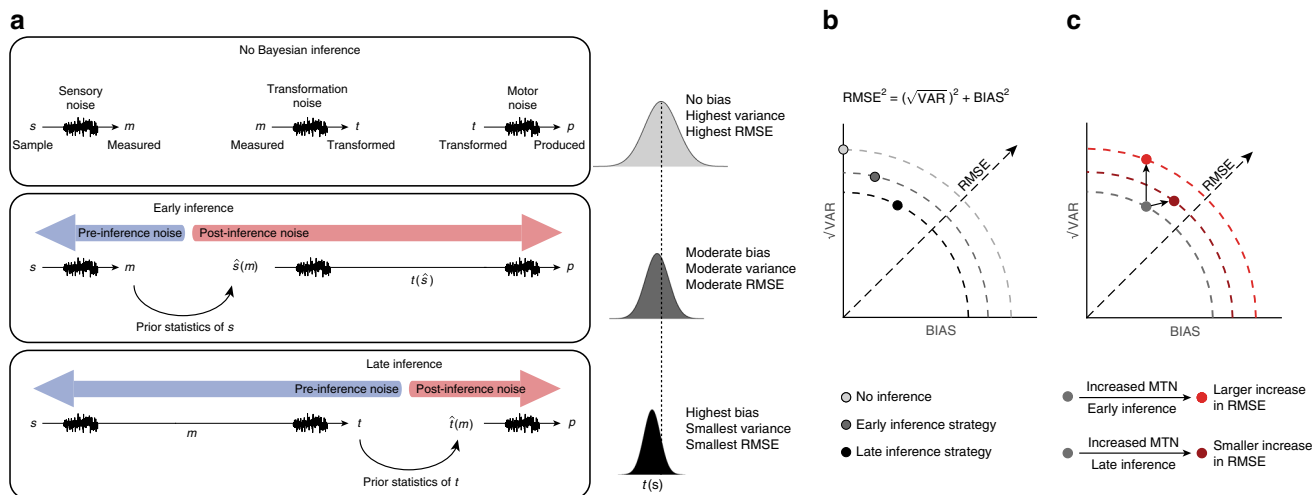 a
No Bayesian inference
Sensory
noise
Transformation
noise
Motor
noise
s
m
m
t
t
p
Sample
Measured
Measured
Transformed
Transformed
Produced
No bias
Highest variance
Highest RMSE
Early inference
Pre-inference noise
Post-inference noise
s
m
ŝ(m)
t(ŝ)
p
Prior statistics of s
Moderate bias
Moderate variance
Moderate RMSE
Late inference
Pre-inference noise
Post-inference noise
s
m
t
t̂(m)
p
Prior statistics of t
Highest bias
Smallest variance
Smallest RMSE
t(s)
b
RMSE² = (√VAR)² + BIAS²
RMSE
√VAR
BIAS
No inference
Early inference strategy
Late inference strategy
c
RMSE
√VAR
BIAS
Increased MTN
Early inference
Larger increase
in RMSE
Increased MTN
Late inference
Smaller increase
in RMSE